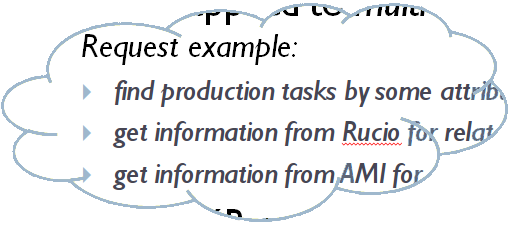 Request example:
find production tasks by some
get information from Rucio for
get information from AMI for